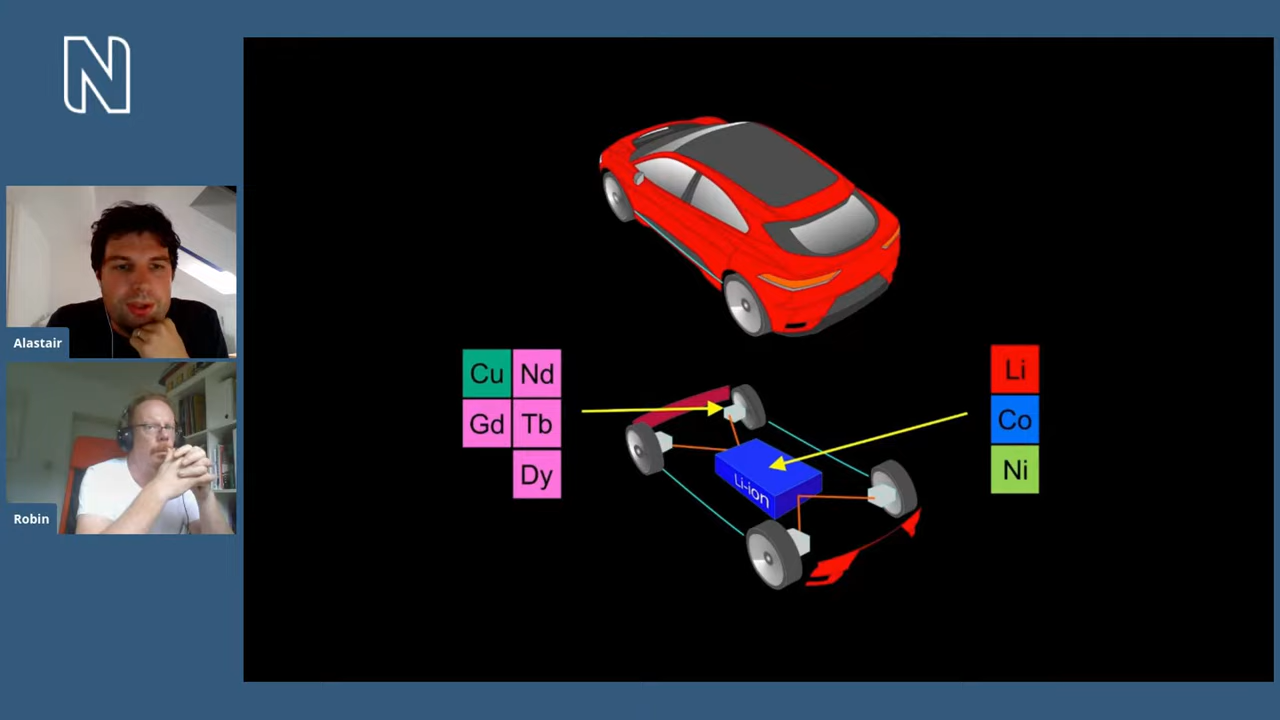 N
Alastair
Robin
Cu Nd
Gd Tb
Dy
Li-ion
Li
Co
Ni